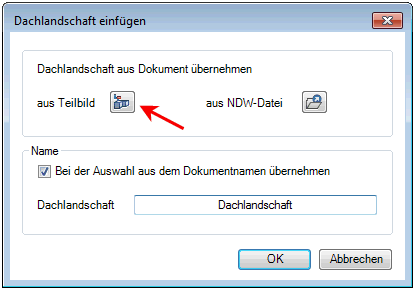 Dachlandschaft einfügen
Dachlandschaft aus Dokument übernehmen
aus Teilbild aus NDW-Datei
Name
Bei der Auswahl aus dem Dokumentnamen übernehmen
Dachlandschaft Dachlandschaft
OK Abbrechen